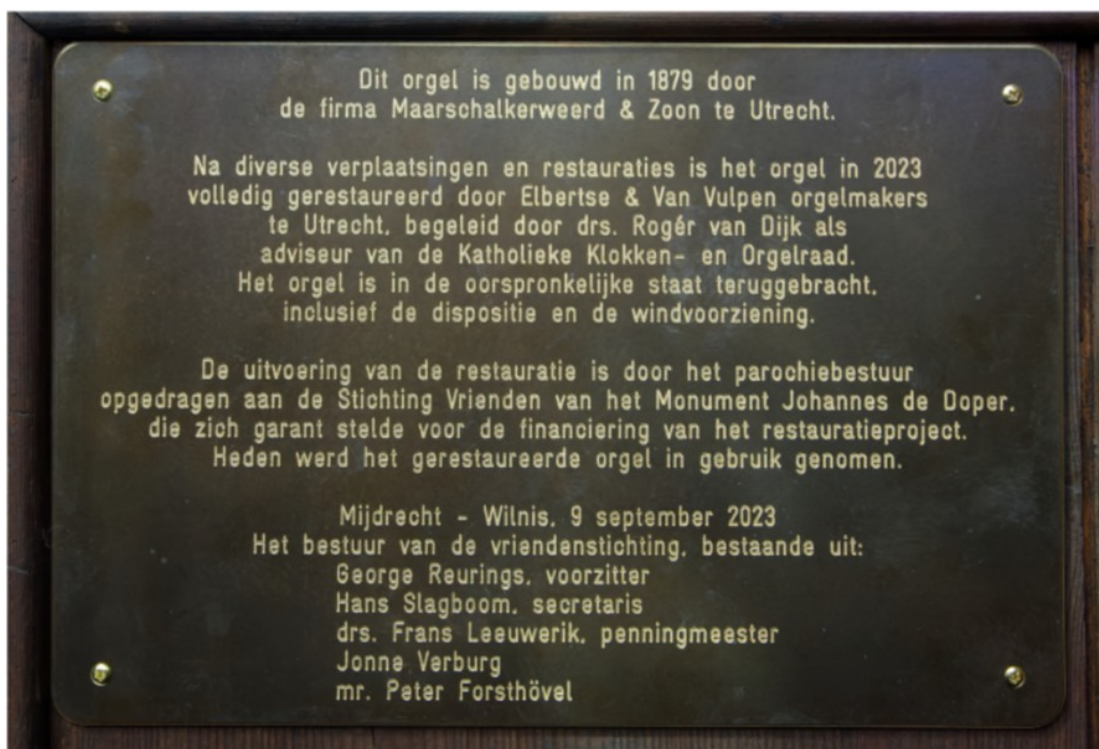 Dit orgel is gebouwd in 1879 door
de firma Maarschalkerweerd & Zoon te Utrecht.
Na diverse verplaatsingen en restauraties is het orgel in 2023
volledig gerestaureerd door Elbertse & Van Vulpen orgelmakers
te Utrecht, begeleid door drs. Rogér van Dijk als
adviseur van de Katholieke Klokken- en Orgelraad.
Het orgel is in de oorspronkelijke staat teruggebracht,
inclusief de dispositie en de windvoorziening.
De uitvoering van de restauratie is door het parochiebestuur
opgedragen aan de Stichting Vrienden van het Monument Johannes de Doper,
die zich garant stelde voor de financiering van het restauratieproject.
Heden werd het gerestaureerde orgel in gebruik genomen.
Mijdrecht - Wilnis, 9 september 2023
Het bestuur van de vriendenstichting, bestaande uit:
George Reurings, voorzitter
Hans Slagboom, secretaris
drs. Frans Leeuwerik, penningmeester
Jonne Verburg
mr. Peter Forsthövel